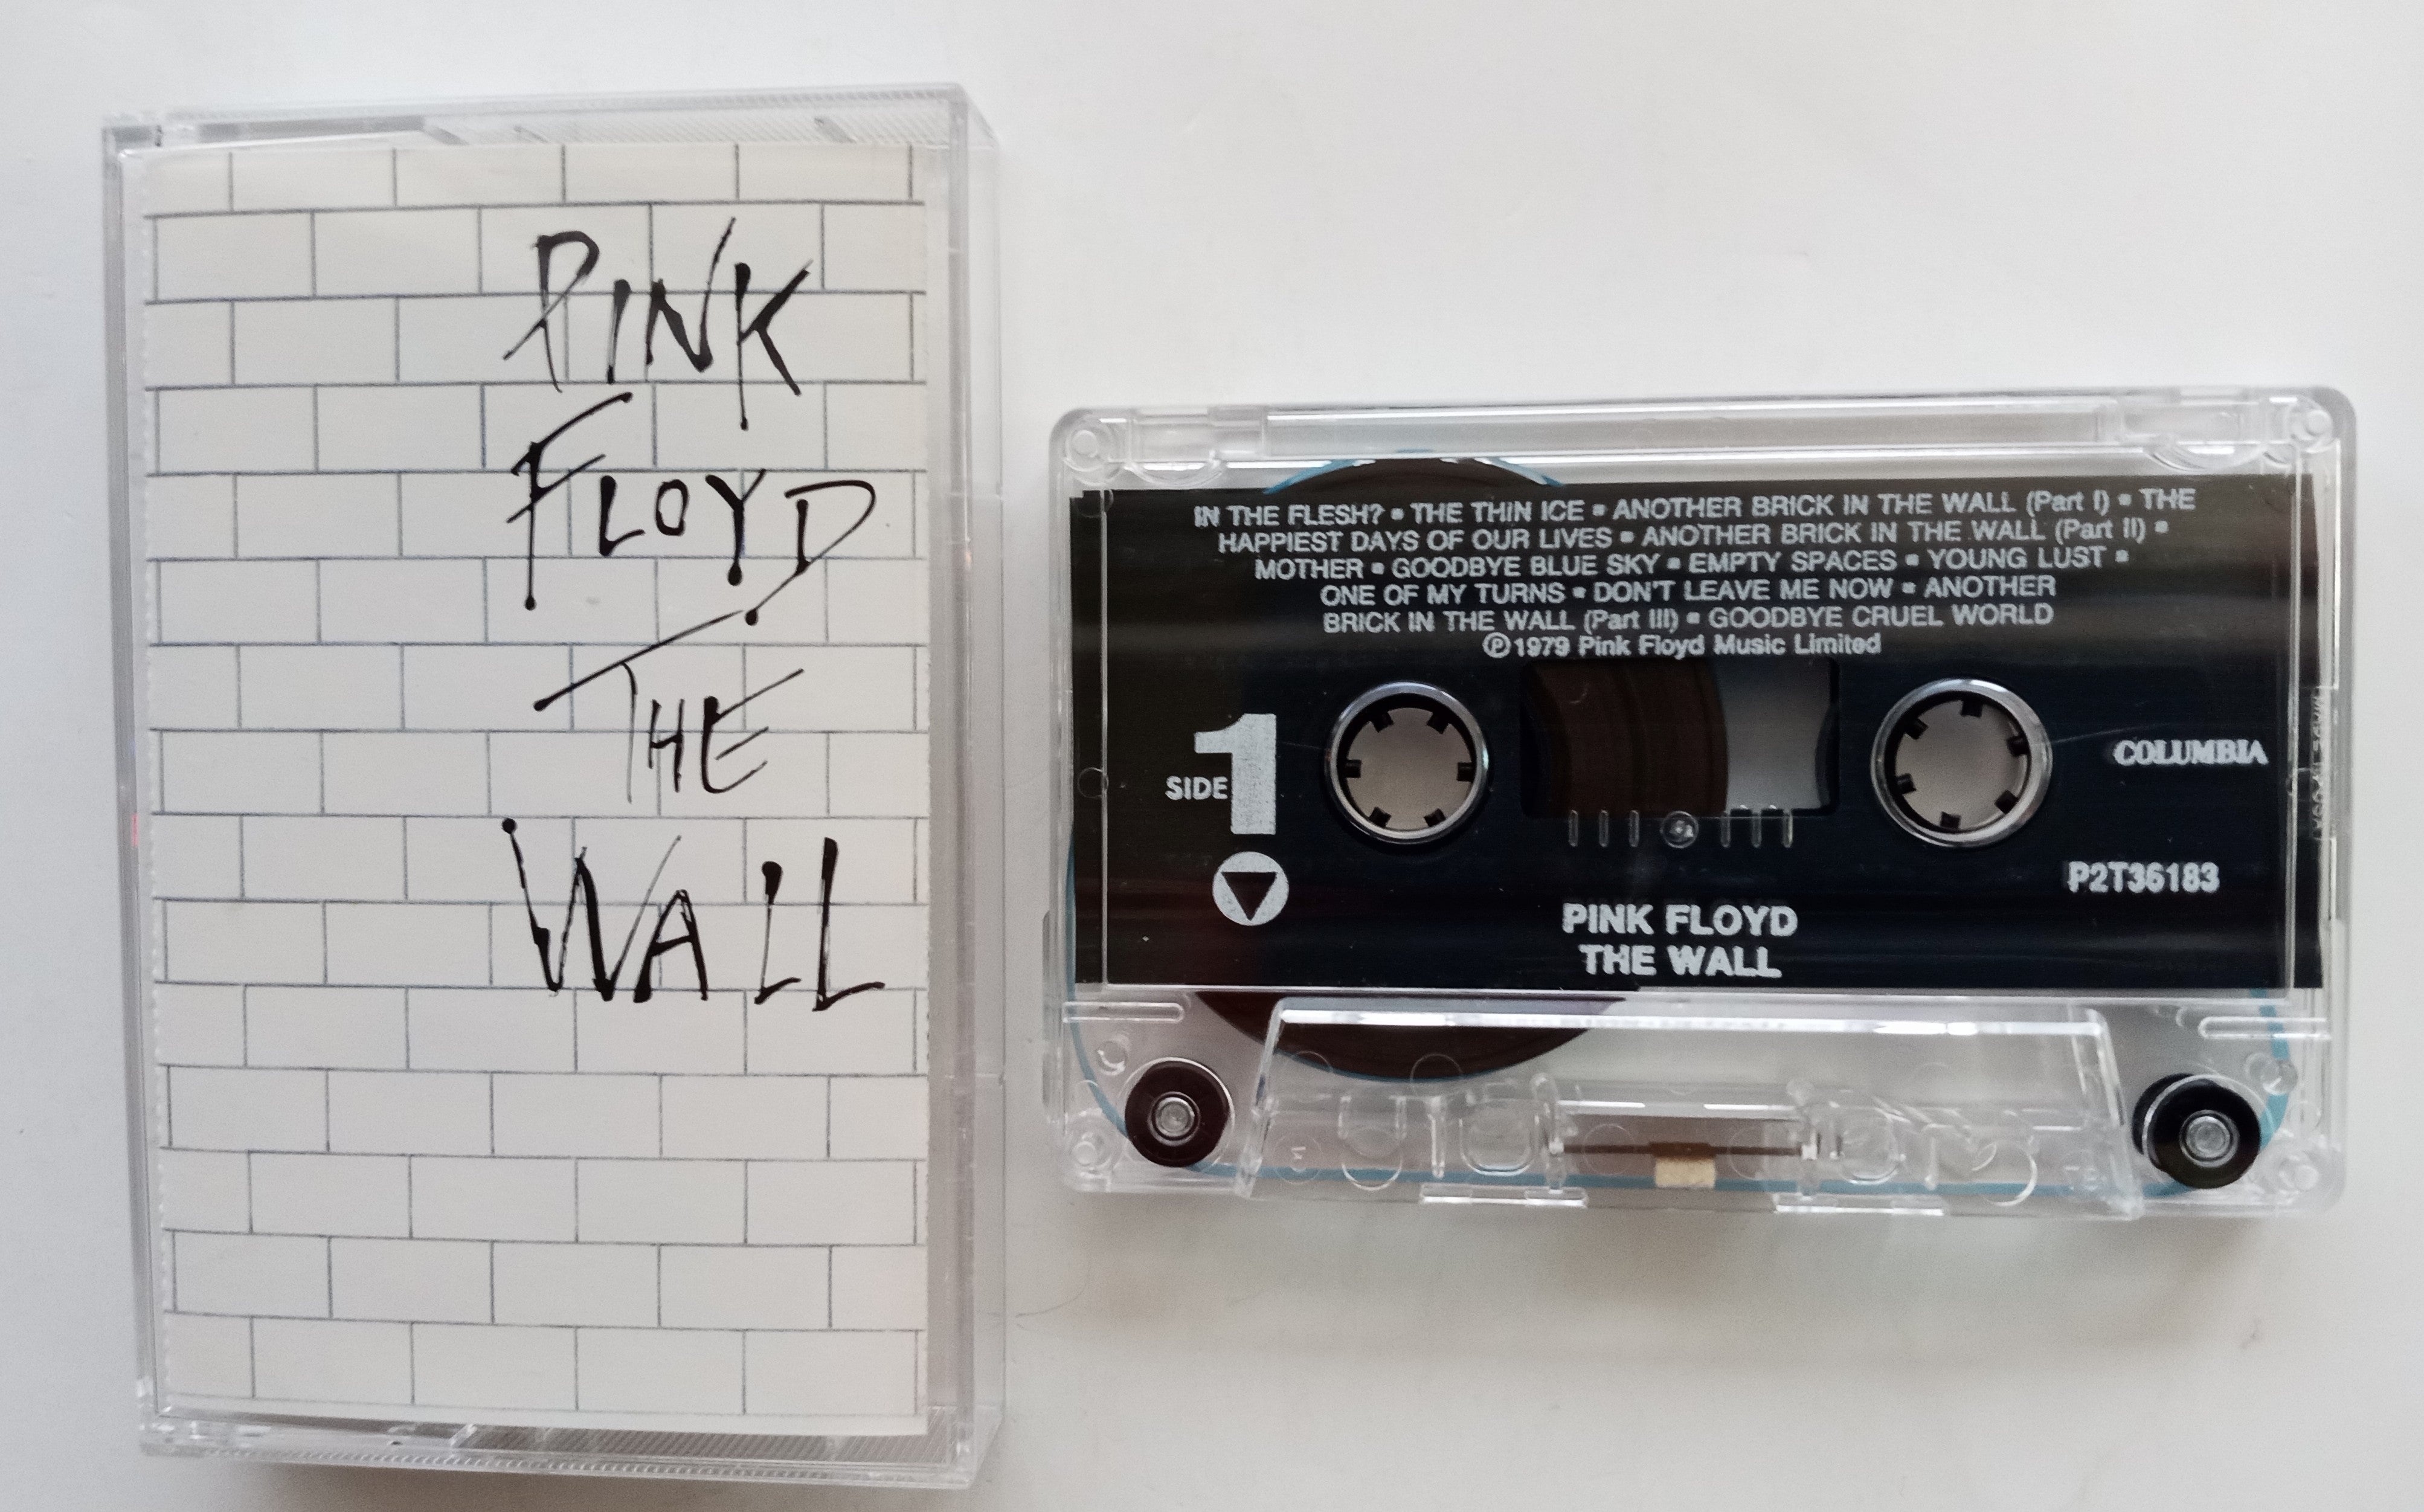 PINK
FLOYD
THE
WALL
IN THE FLESH? ▪ THE THIN ICE ▪ ANOTHER BRICK IN THE WALL (Part I) ▪ THE
HAPPIEST DAYS OF OUR LIVES ▪ ANOTHER BRICK IN THE WALL (Part II) ▪
MOTHER ▪ GOODBYE BLUE SKY ▪ EMPTY SPACES ▪ YOUNG LUST ▪
ONE OF MY TURNS ▪ DON'T LEAVE ME NOW ▪ ANOTHER
BRICK IN THE WALL (Part III) ▪ GOODBYE CRUEL WORLD
℗1979 Pink Floyd Music Limited
SIDE 1
COLUMBIA
P2T36183
PINK FLOYD
THE WALL